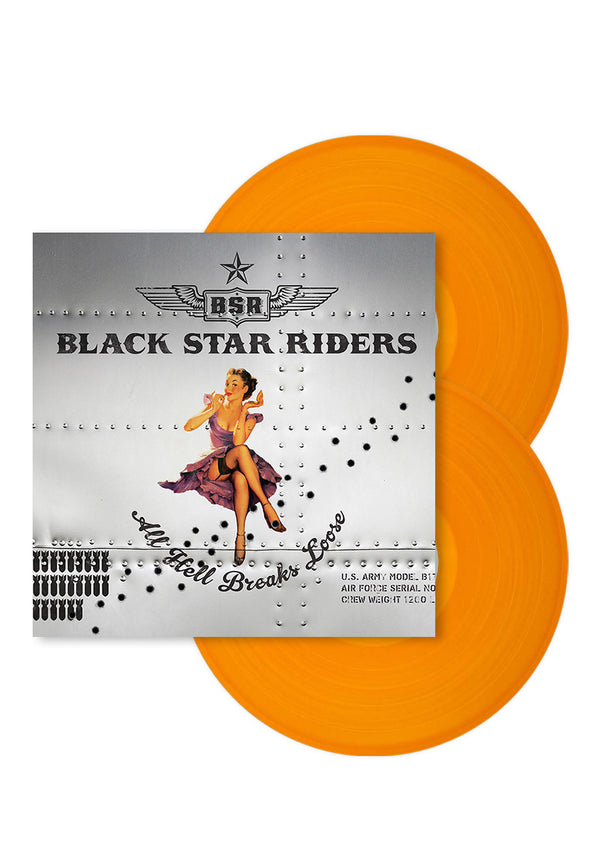 BSR
BLACK STAR RIDERS
All Hell Breaks Loose
U.S. ARMY MODEL B17
AIR FORCE SERIAL NO
CREW WEIGHT 1200 L